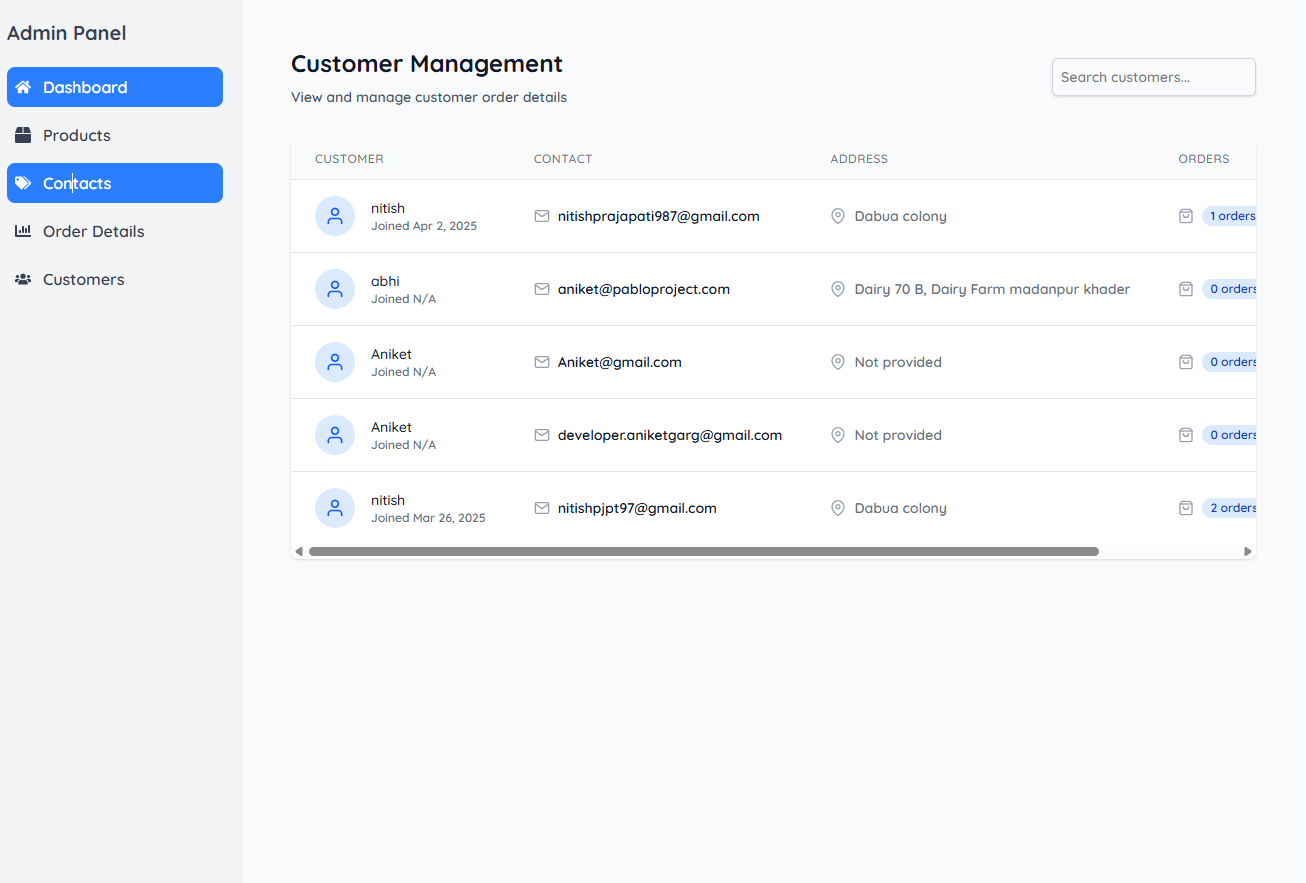 Admin Panel
Dashboard
Products
Contacts
Order Details
Customers
Customer Management
View and manage customer order details
Search customers...
CUSTOMER CONTACT ADDRESS ORDERS
nitish
Joined Apr 2, 2025
nitishprajapati987@gmail.com
Dabua colony
1 orders
abhi
Joined N/A
aniket@pabloproject.com
Dairy 70 B, Dairy Farm madanpur khader
0 orders
Aniket
Joined N/A
Aniket@gmail.com
Not provided
0 orders
Aniket
Joined N/A
developer.aniketgarg@gmail.com
Not provided
0 orders
nitish
Joined Mar 26, 2025
nitishpjpt97@gmail.com
Dabua colony
2 orders